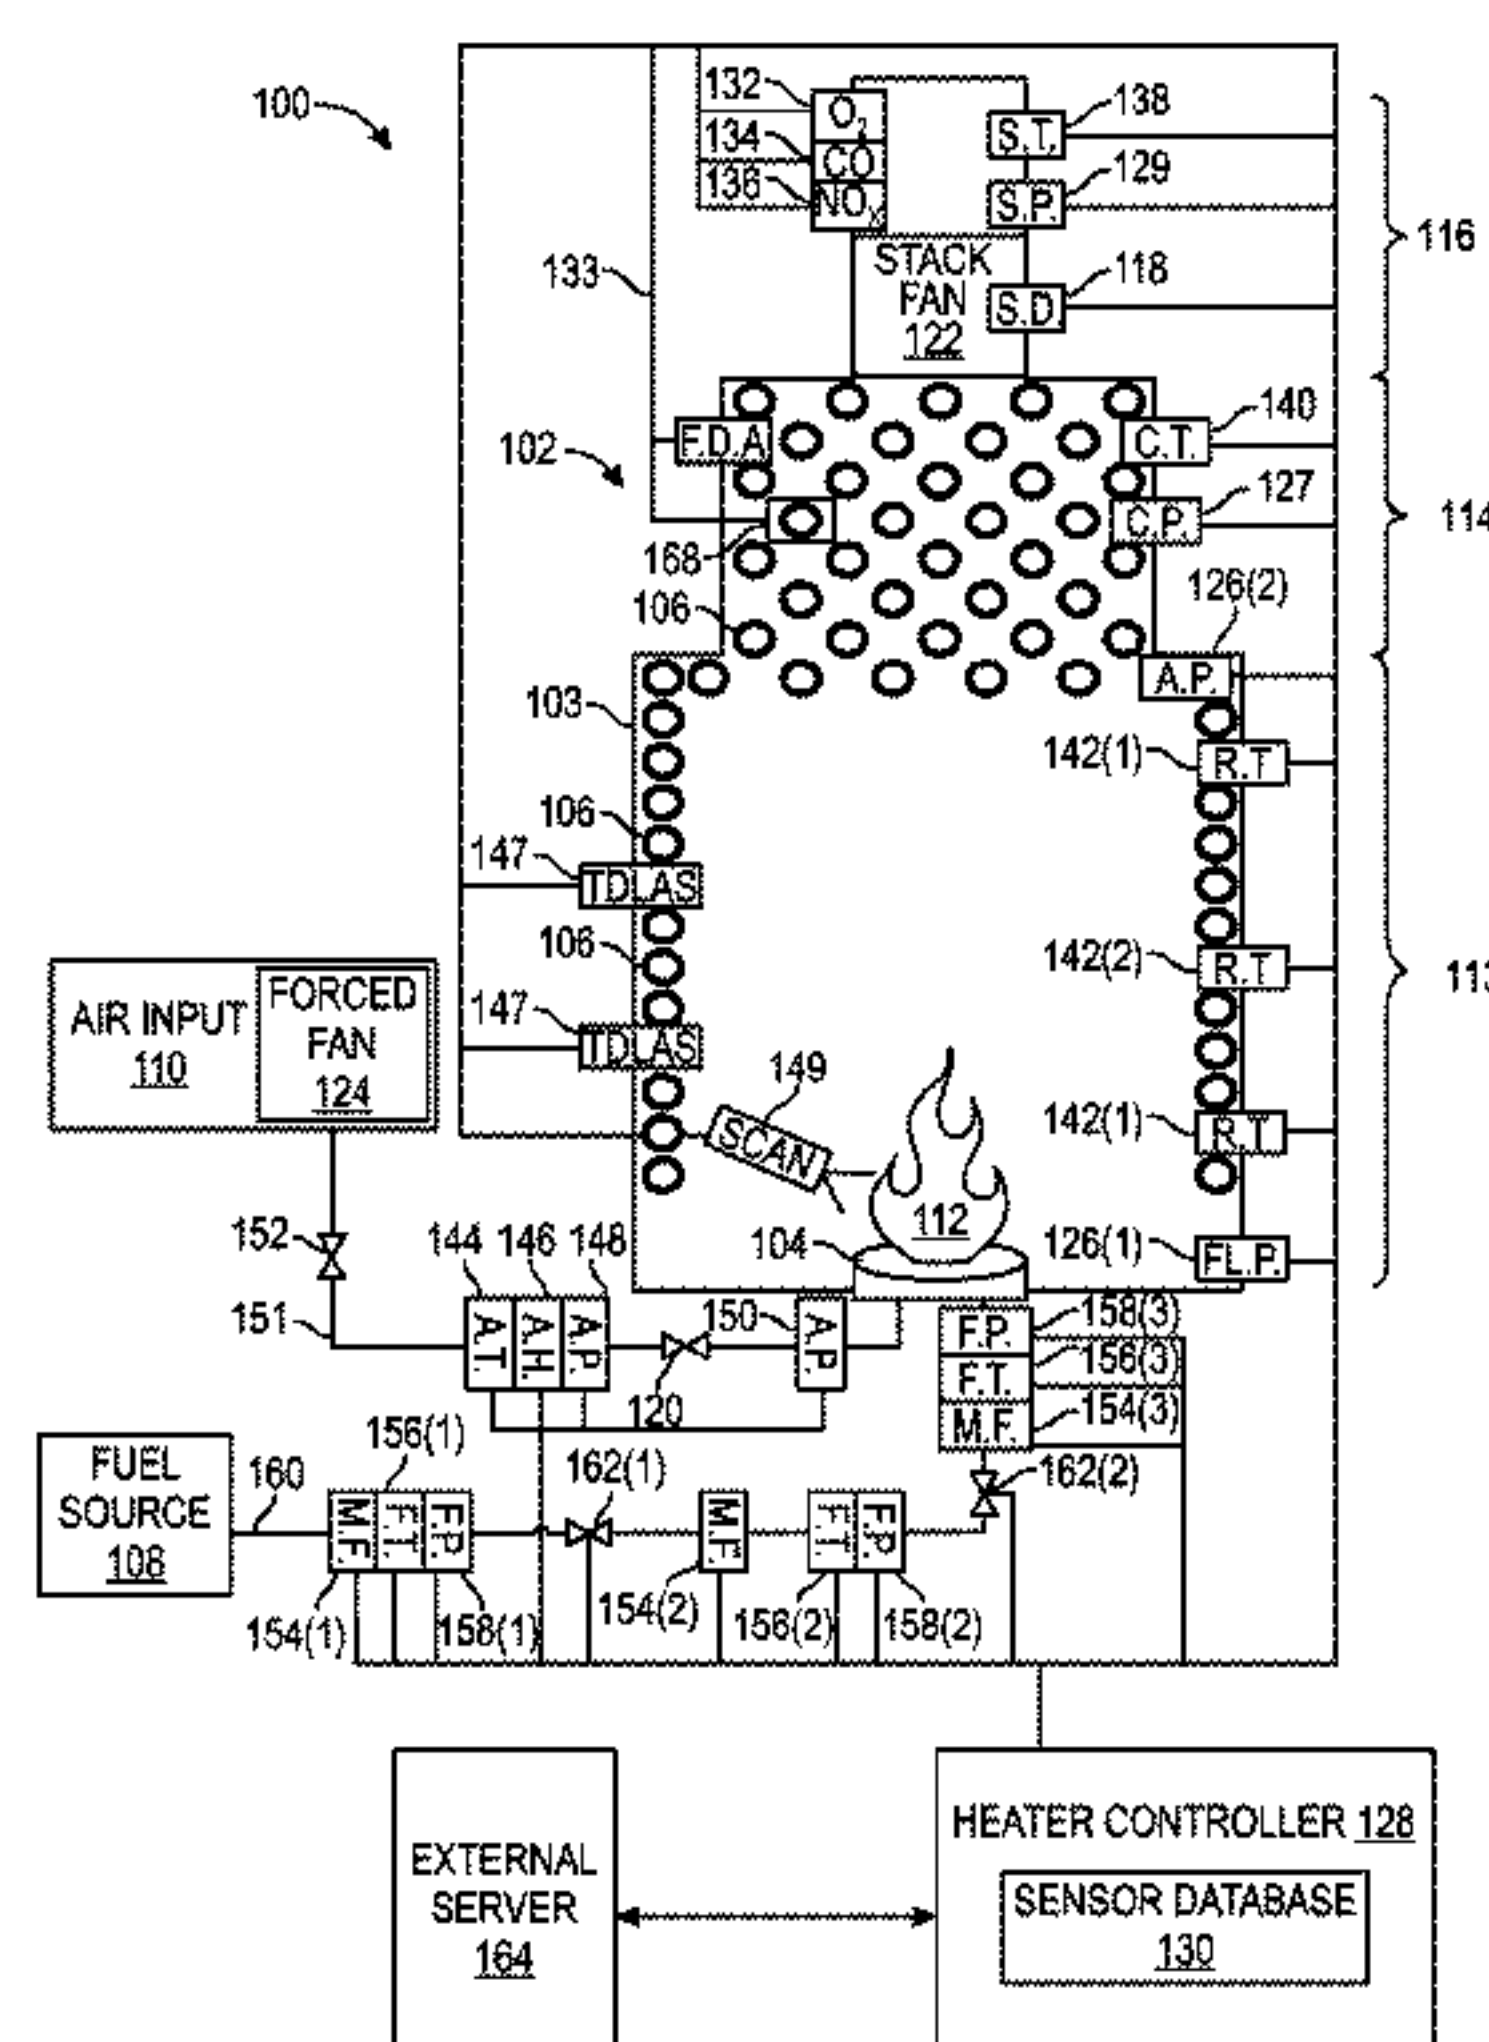 100
132
O2
134
CO
136
NOX
S.T.
138
S.P.
129
116
133
STACK
FAN
122
S.D.
118
102
F.D.A
C.T.
140
168
C.P.
127
114
106
126(2)
A.P.
103
142(1)
R.T
106
147
TDLAS
106
142(2)
R.T
113
AIR INPUT
110
FORCED
FAN
124
147
TDLAS
149
SCAN
142(1)
R.T
112
104
126(1)
FL.P.
152
144
146
148
151
A.T.
A.H.
A.P.
120
150
A.P.
F.P.
158(3)
F.T.
156(3)
M.F.
154(3)
162(2)
FUEL
SOURCE
108
160
156(1)
M.F.
F.T.
F.P.
154(1)
158(1)
162(1)
M.F.
154(2)
F.T.
F.P.
156(2)
158(2)
EXTERNAL
SERVER
164
HEATER CONTROLLER 128
SENSOR DATABASE
130